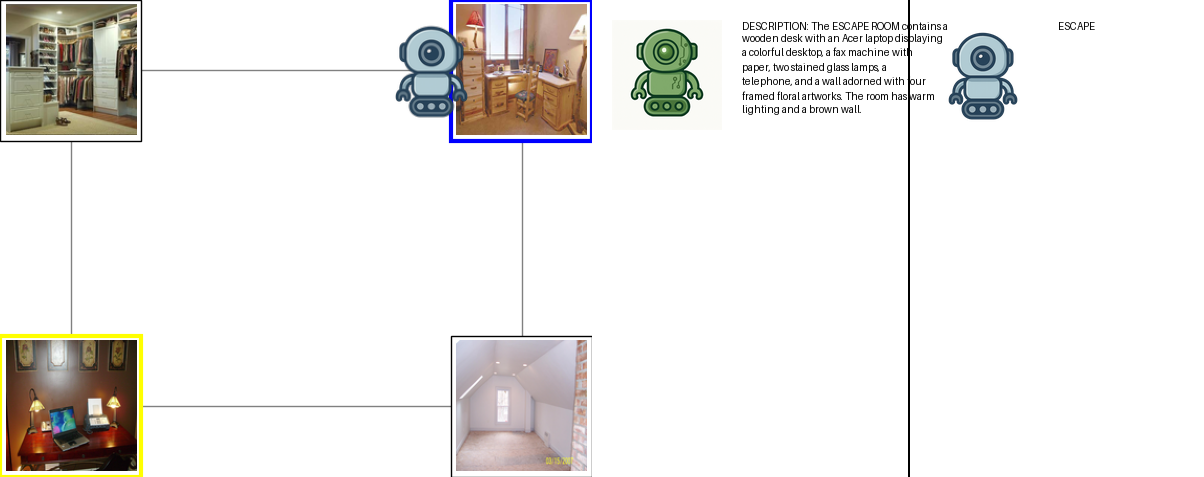 DESCRIPTION: The ESCAPE ROOM contains a
wooden desk with an Acer laptop displaying
a colorful desktop, a fax machine with
paper, two stained glass lamps, a
telephone, and a wall adorned with four
framed floral artworks. The room has warm
lighting and a brown wall.
ESCAPE